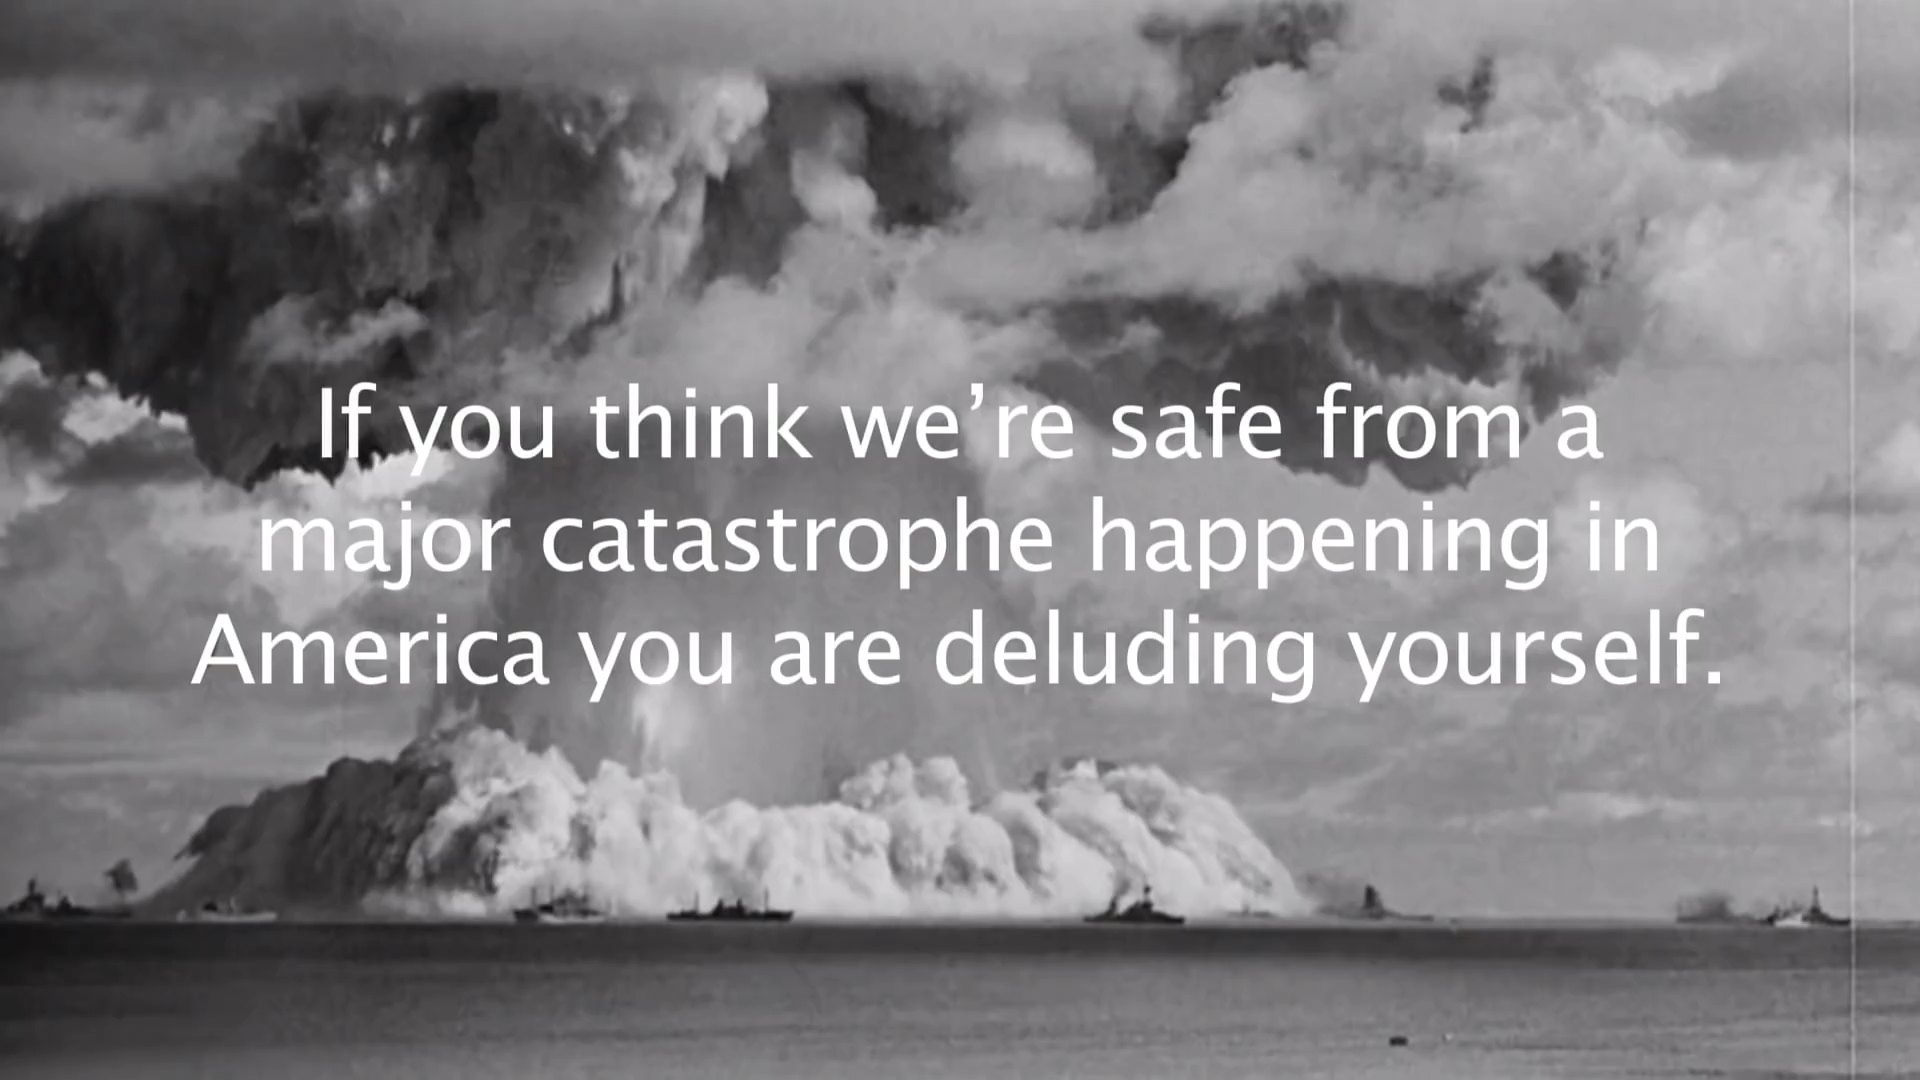 If you think we’re safe from a
major catastrophe happening in
America you are deluding yourself.